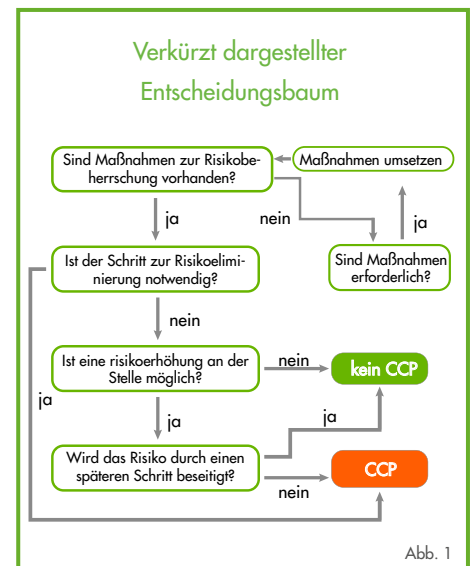 Verkürzt dargestellter
Entscheidungsbaum
Sind Maßnahmen zur Risikobe-
herrschung vorhanden?
Maßnahmen umsetzen
ja
nein
ja
Ist der Schritt zur Risikoelimi-
nierung notwendig?
Sind Maßnahmen
erforderlich?
nein
Ist eine risikoerhöhung an der
Stelle möglich?
nein
kein CCP
ja
ja
ja
Wird das Risiko durch einen
späteren Schritt beseitigt?
nein
CCP
Abb. 1